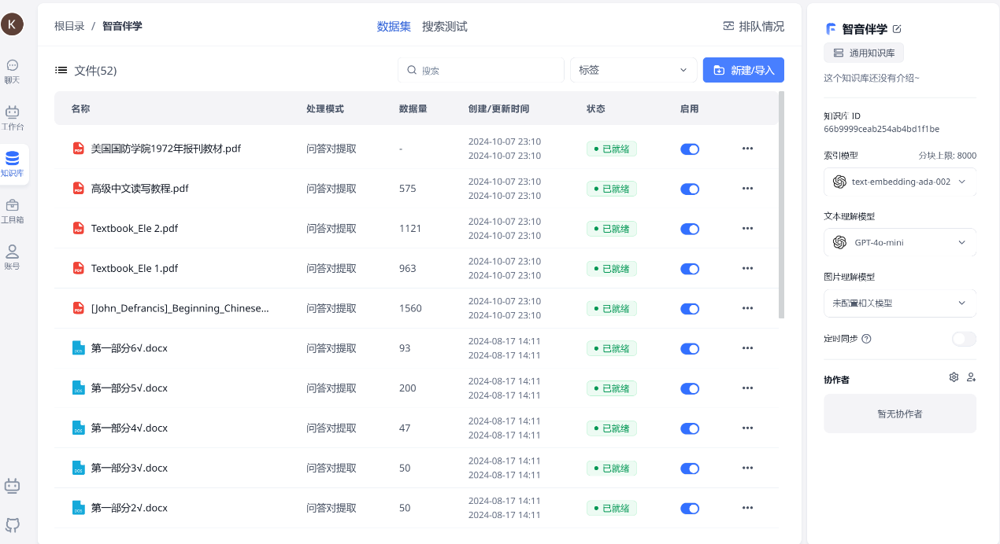 K
聊天
工作台
知识库
工具箱
账号
根目录 / 智音伴学
数据集 搜索测试
排队情况
文件(52)
搜索
标签
新建/导入
名称 处理模式 数据量 创建/更新时间 状态 启用
美国国防学院1972年报刊教材.pdf 问答对提取 - 2024-10-07 23:10 已就绪
2024-10-07 23:10
高级中文读写教程.pdf 问答对提取 575 2024-10-07 23:10 已就绪
2024-10-07 23:10
Textbook_Ele 2.pdf 问答对提取 1121 2024-10-07 23:10 已就绪
2024-10-07 23:10
Textbook_Ele 1.pdf 问答对提取 963 2024-10-07 23:10 已就绪
2024-10-07 23:10
[John_Defrancis]_Beginning_Chinese... 问答对提取 1560 2024-10-07 23:10 已就绪
2024-10-07 23:10
第一部分6√.docx 问答对提取 93 2024-08-17 14:11 已就绪
2024-08-17 14:11
第一部分5√.docx 问答对提取 200 2024-08-17 14:11 已就绪
2024-08-17 14:11
第一部分4√.docx 问答对提取 47 2024-08-17 14:11 已就绪
2024-08-17 14:11
第一部分3√.docx 问答对提取 50 2024-08-17 14:11 已就绪
2024-08-17 14:11
第一部分2√.docx 问答对提取 50 2024-08-17 14:11 已就绪
2024-08-17 14:11
智音伴学
通用知识库
这个知识库还没有介绍~
知识库 ID
66b9999ceab254ab4bd1f1be
索引模型 分块上限: 8000
text-embedding-ada-002
文本理解模型
GPT-4o-mini
图片理解模型
未配置相关模型
定时同步
协作者
暂无协作者